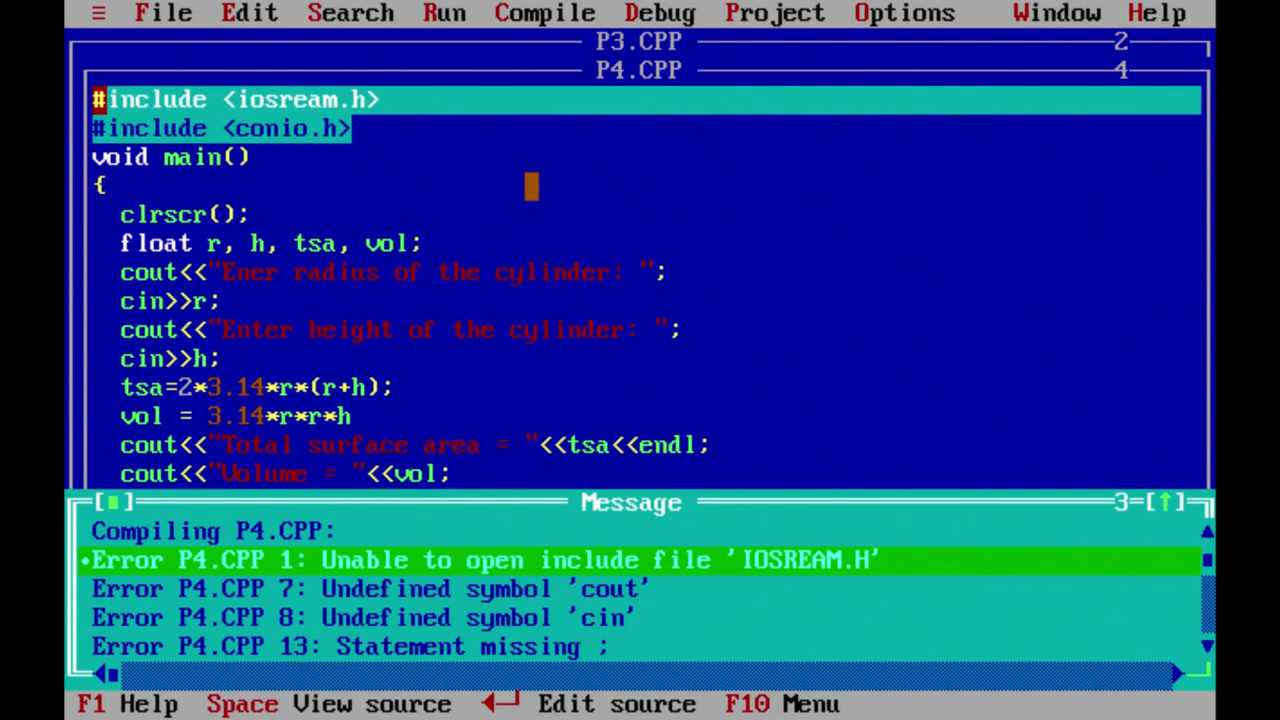 ≡ File Edit Search Run Compile Debug Project Options Window Help
P3.CPP 2
P4.CPP 4
#include <iosream.h>
#include <conio.h>
void main()
{
clrscr();
float r, h, tsa, vol;
cout<<"Ener radius of the cylinder: ";
cin>>r;
cout<<"Enter height of the cylinder: ";
cin>>h;
tsa=2*3.14*r*(r+h);
vol = 3.14*r*r*h
cout<<"Total surface area = "<<tsa<<endl;
cout<<"Volume = "<<vol;
[■] Message 3=[↑]
Compiling P4.CPP:
•Error P4.CPP 1: Unable to open include file 'IOSREAM.H'
Error P4.CPP 7: Undefined symbol 'cout'
Error P4.CPP 8: Undefined symbol 'cin'
Error P4.CPP 13: Statement missing ;
F1 Help Space View source ◄┘ Edit source F10 Menu